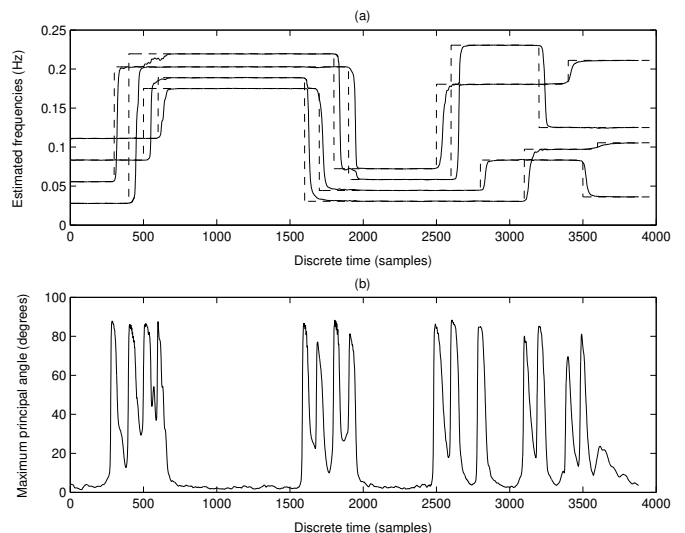 (a)
Estimated frequencies (Hz)
0.25
0.2
0.15
0.1
0.05
0
0 500 1000 1500 2000 2500 3000 3500 4000
Discrete time (samples)
(b)
Maximum principal angle (degrees)
100
80
60
40
20
0
0 500 1000 1500 2000 2500 3000 3500 4000
Discrete time (samples)